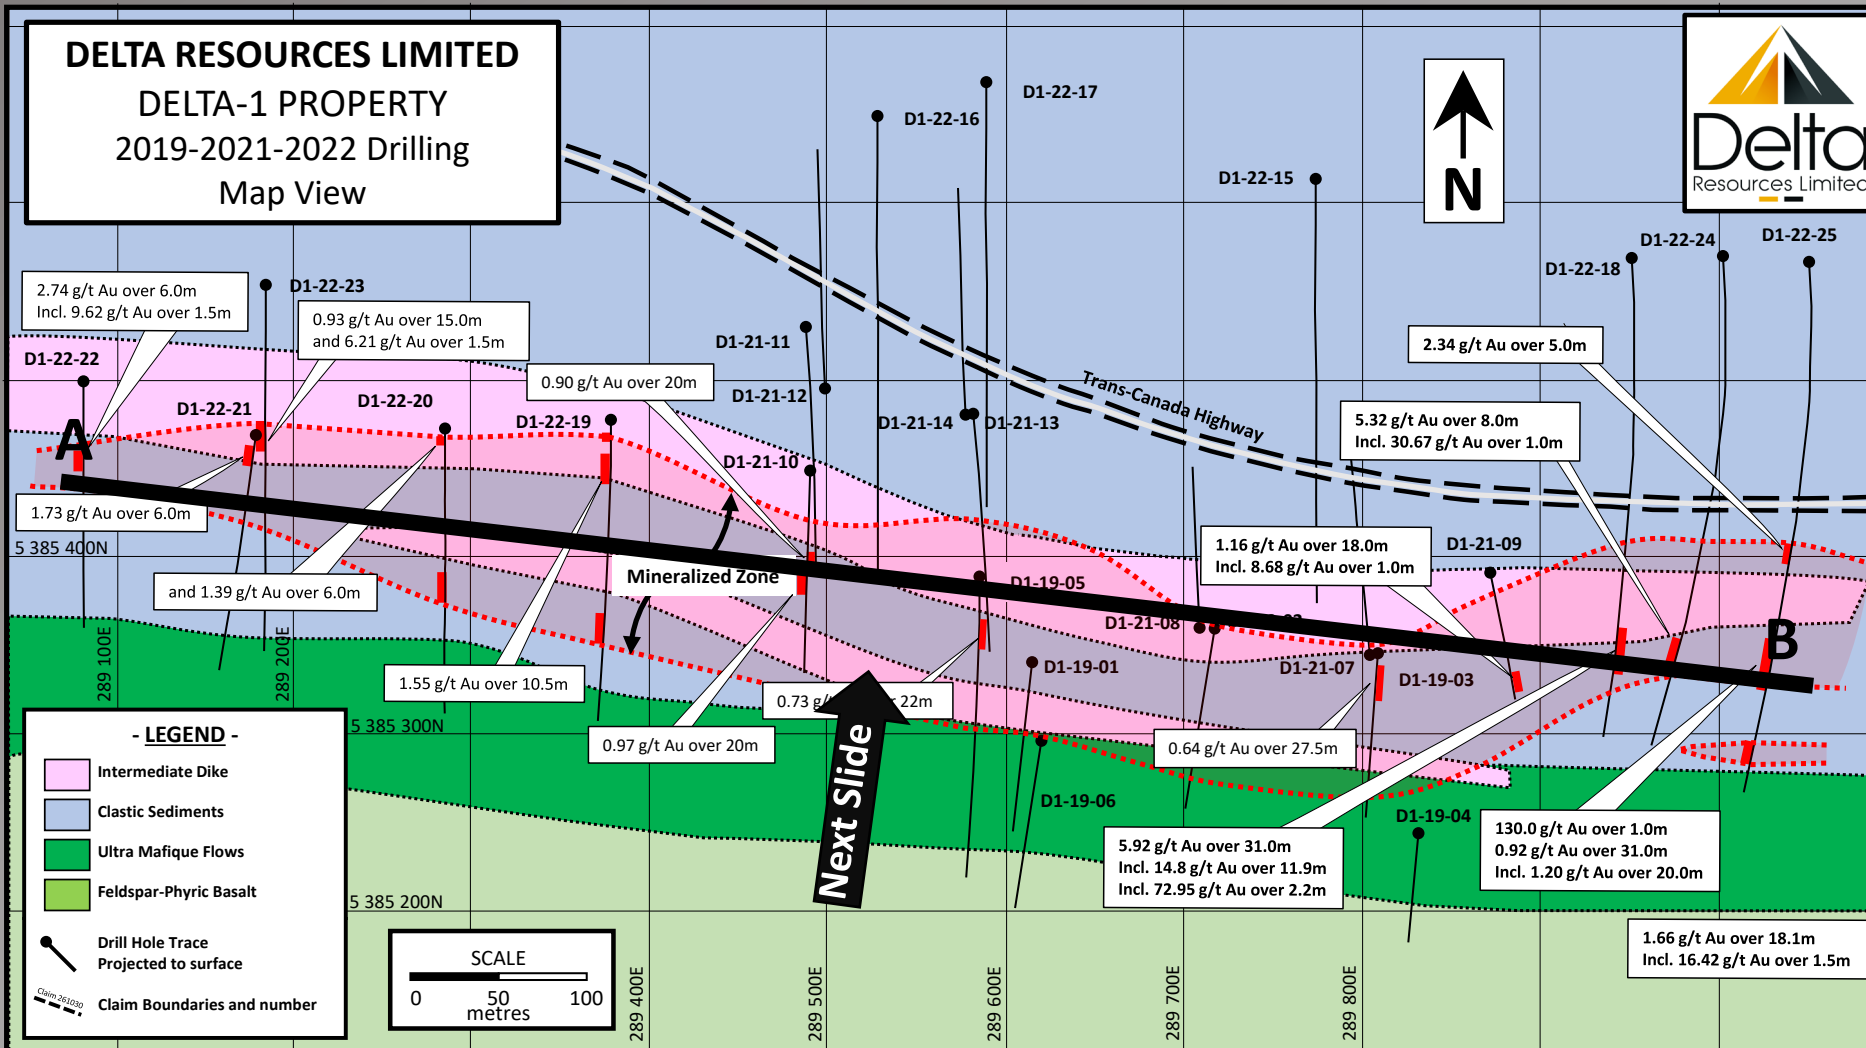 DELTA RESOURCES LIMITED
DELTA-1 PROPERTY
2019-2021-2022 Drilling
Map View
N
Delta
Resources Limited
D1-22-17
D1-22-16
D1-22-15
D1-22-24
D1-22-25
D1-22-18
2.74 g/t Au over 6.0m
Incl. 9.62 g/t Au over 1.5m
D1-22-23
0.93 g/t Au over 15.0m
and 6.21 g/t Au over 1.5m
D1-22-22
D1-21-11
2.34 g/t Au over 5.0m
0.90 g/t Au over 20m
D1-21-12
Trans-Canada Highway
D1-22-21
D1-22-20
D1-22-19
D1-21-14
D1-21-13
5.32 g/t Au over 8.0m
Incl. 30.67 g/t Au over 1.0m
A
D1-21-10
1.73 g/t Au over 6.0m
5 385 400N
1.16 g/t Au over 18.0m
Incl. 8.68 g/t Au over 1.0m
D1-21-09
Mineralized Zone
D1-19-05
and 1.39 g/t Au over 6.0m
D1-21-08
B
289 100E
289 200E
D1-19-01
D1-21-07
D1-19-03
1.55 g/t Au over 10.5m
0.73 g/
22m
5 385 300N
0.97 g/t Au over 20m
0.64 g/t Au over 27.5m
Next Slide
- LEGEND -
Intermediate Dike
Clastic Sediments
Ultra Mafique Flows
Feldspar-Phyric Basalt
Drill Hole Trace
Projected to surface
Claim 261030
Claim Boundaries and number
D1-19-06
D1-19-04
5.92 g/t Au over 31.0m
Incl. 14.8 g/t Au over 11.9m
Incl. 72.95 g/t Au over 2.2m
130.0 g/t Au over 1.0m
0.92 g/t Au over 31.0m
Incl. 1.20 g/t Au over 20.0m
5 385 200N
1.66 g/t Au over 18.1m
Incl. 16.42 g/t Au over 1.5m
SCALE
0 50 100
metres
289 400E
289 500E
289 600E
289 700E
289 800E